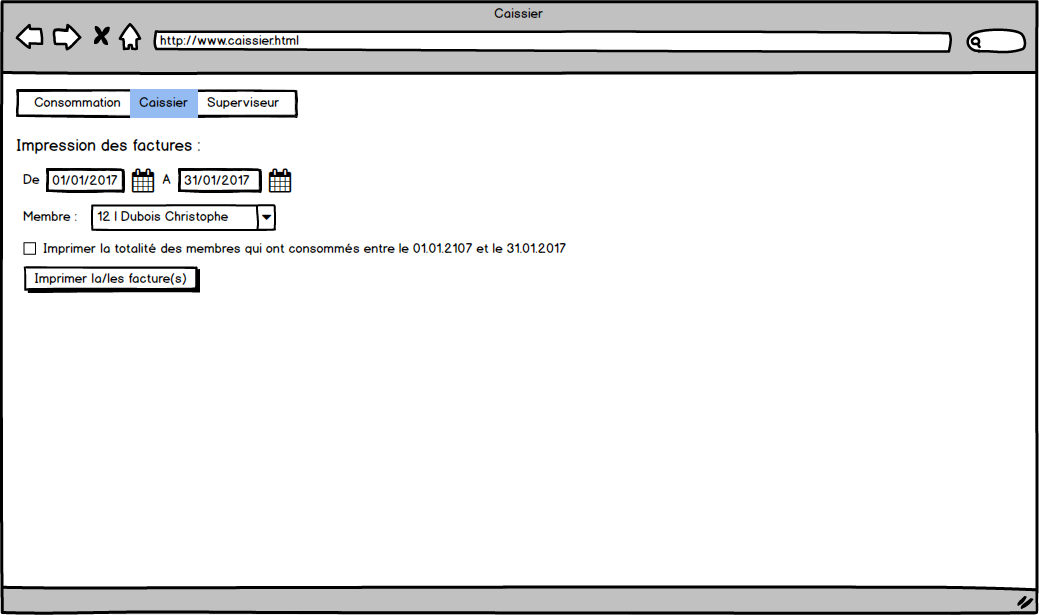 Caissier
http://www.caissier.html
Consommation Caissier Superviseur
Impression des factures :
De 01/01/2017 A 31/01/2017
Membre : 12 | Dubois Christophe
Imprimer la totalité des membres qui ont consommés entre le 01.01.2107 et le 31.01.2017
Imprimer la/les facture(s)